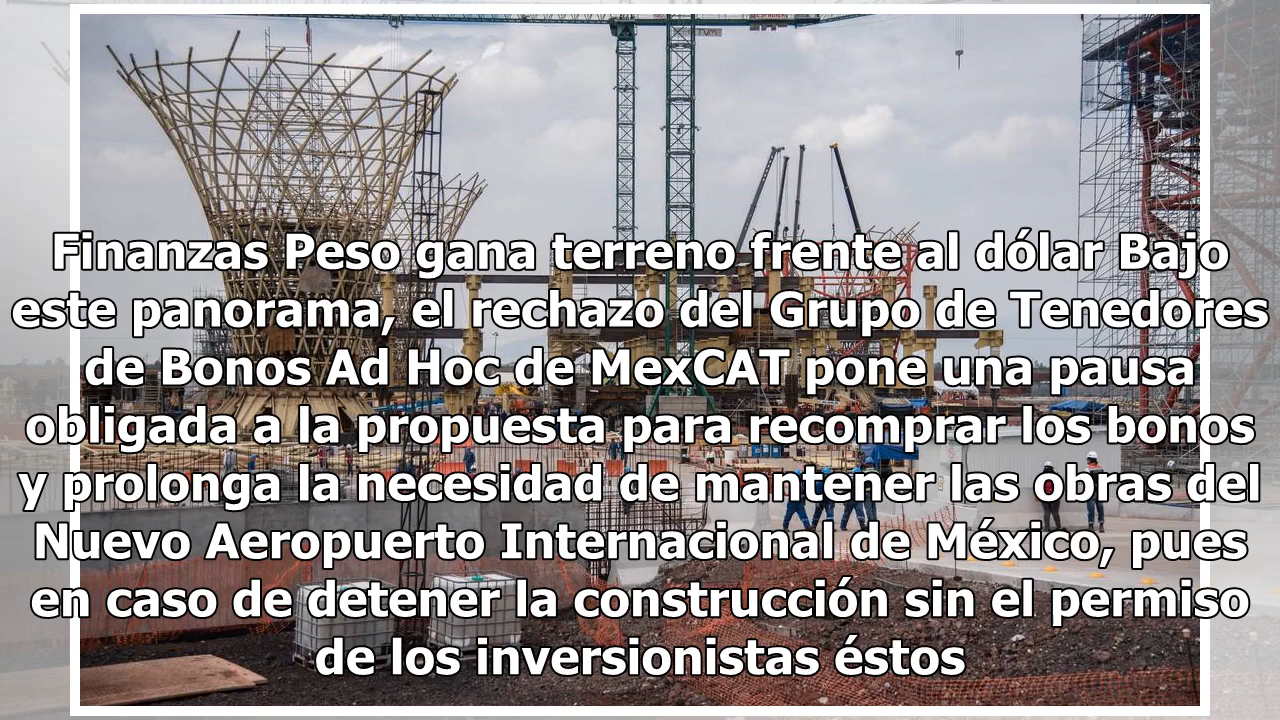 Finanzas Peso gana terreno frente al dólar Bajo
este panorama, el rechazo del Grupo de Tenedores
de Bonos Ad Hoc de MexCAT pone una pausa
obligada a la propuesta para recomprar los bonos
y prolonga la necesidad de mantener las obras del
Nuevo Aeropuerto Internacional de México, pues
en caso de detener la construcción sin el permiso
de los inversionistas éstos